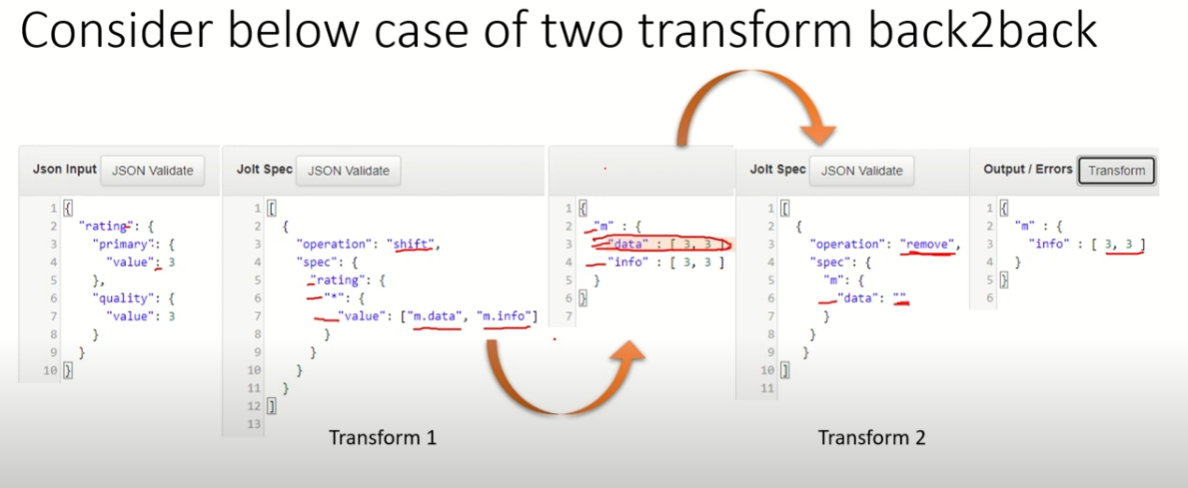 Consider below case of two transform back2back
Json Input JSON Validate
1 {
2 "rating": {
3 "primary": {
4 "value": 3
5 },
6 "quality": {
7 "value": 3
8 }
9 }
10 }
Jolt Spec JSON Validate
1 [
2 {
3 "operation": "shift",
4 "spec": {
5 "rating": {
6 "*": {
7 "value": ["m.data", "m.info"]
8 }
9 }
10 }
11 }
12 ]
13
1 {
2 "m" : {
3 "data" : [ 3, 3 ]
4 "info" : [ 3, 3 ]
5 }
6 }
7
Jolt Spec JSON Validate
1 [
2 {
3 "operation": "remove",
4 "spec": {
5 "m": {
6 "data": ""
7 }
8 }
9 }
10 ]
11
Output / Errors Transform
1 {
2 "m" : {
3 "info" : [ 3, 3 ]
4 }
5 }
6
Transform 1
Transform 2